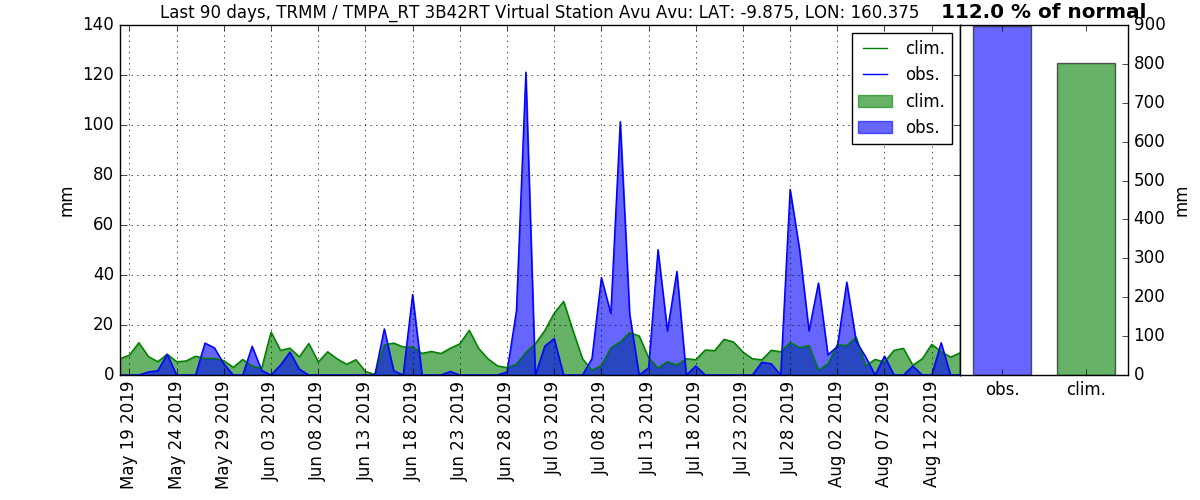 Last 90 days, TRMM / TMPA_RT 3B42RT Virtual Station Avu Avu: LAT: -9.875, LON: 160.375
112.0 % of normal
140
120
100
80
60
40
20
0
mm
clim.
obs.
clim.
obs.
May 19 2019
May 24 2019
May 29 2019
Jun 03 2019
Jun 08 2019
Jun 13 2019
Jun 18 2019
Jun 23 2019
Jun 28 2019
Jul 03 2019
Jul 08 2019
Jul 13 2019
Jul 18 2019
Jul 23 2019
Jul 28 2019
Aug 02 2019
Aug 07 2019
Aug 12 2019
900
800
700
600
500
400
300
200
100
0
mm
obs.
clim.